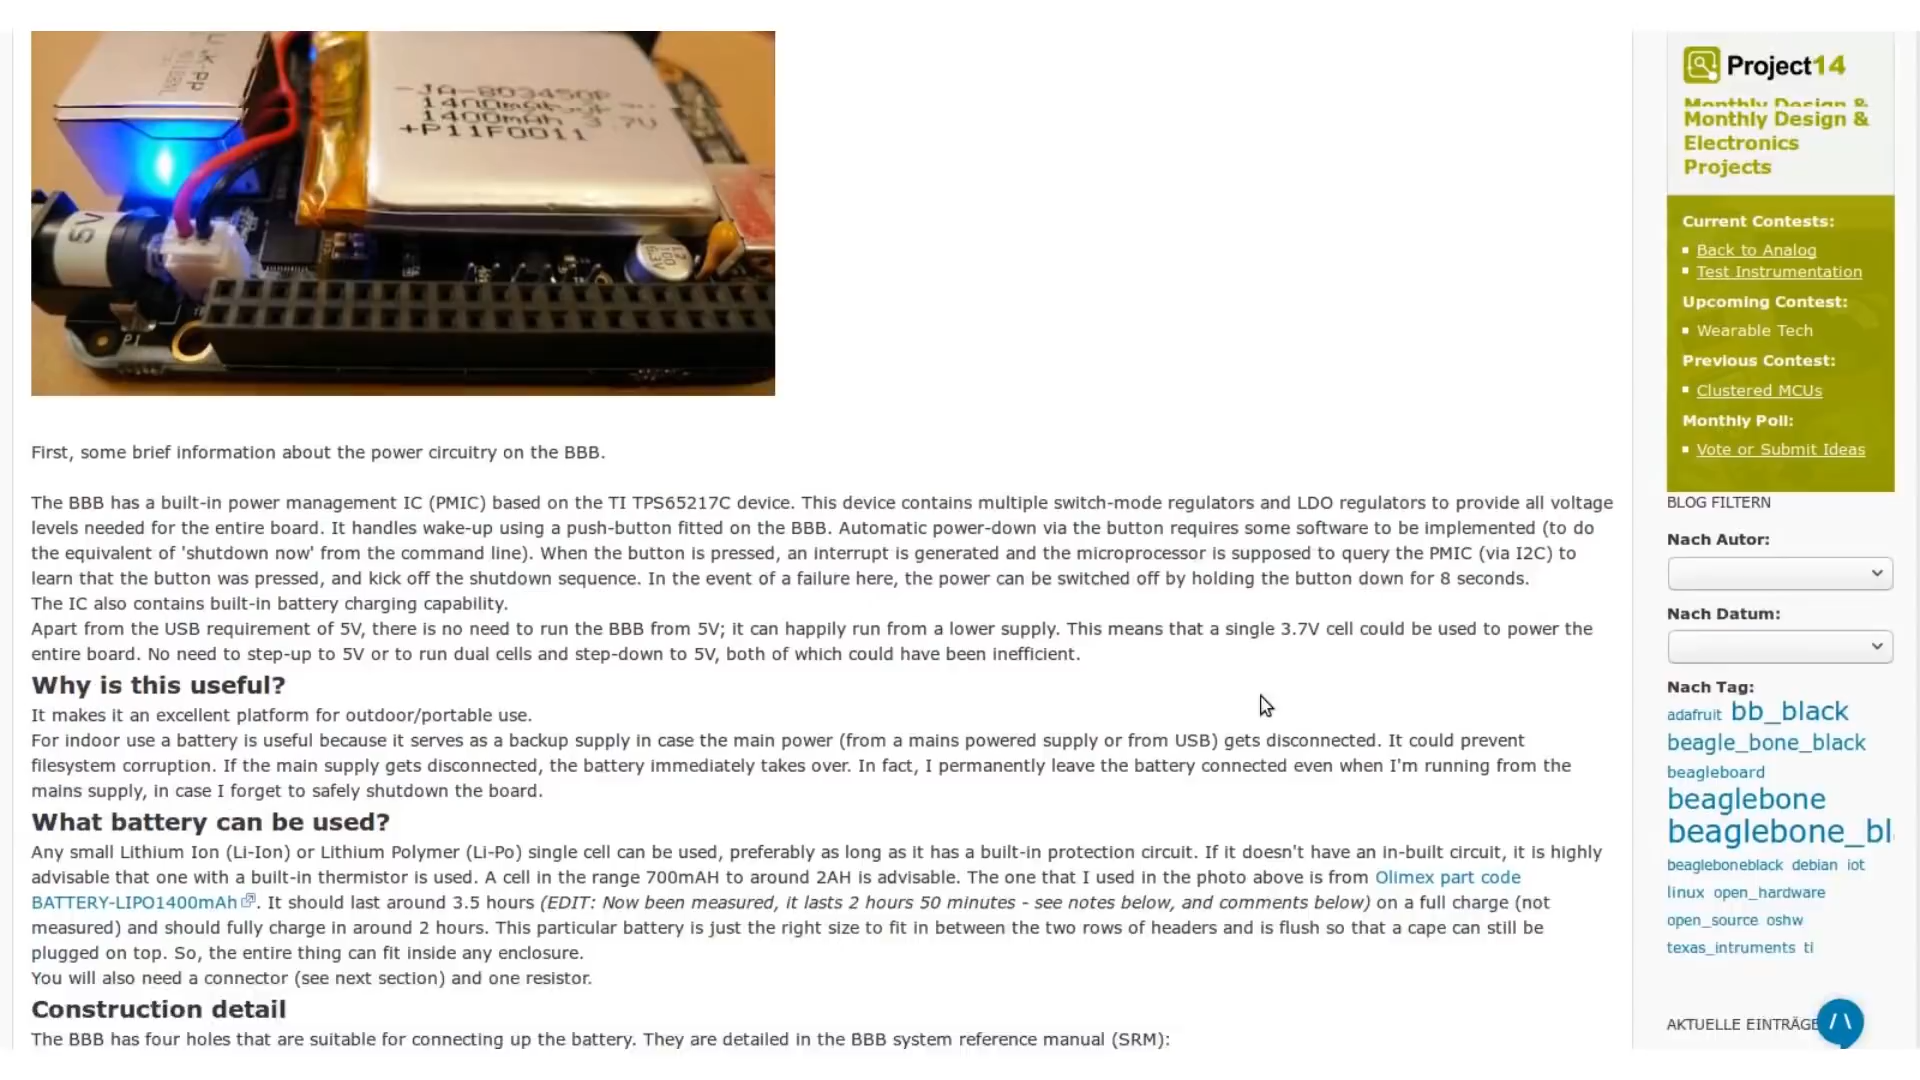 -JA-803450P
1400mAh 3.7V
+P11F0011
5V
P1
First, some brief information about the power circuitry on the BBB.
The BBB has a built-in power management IC (PMIC) based on the TI TPS65217C device. This device contains multiple switch-mode regulators and LDO regulators to provide all voltage
levels needed for the entire board. It handles wake-up using a push-button fitted on the BBB. Automatic power-down via the button requires some software to be implemented (to do
the equivalent of 'shutdown now' from the command line). When the button is pressed, an interrupt is generated and the microprocessor is supposed to query the PMIC (via I2C) to
learn that the button was pressed, and kick off the shutdown sequence. In the event of a failure here, the power can be switched off by holding the button down for 8 seconds.
The IC also contains built-in battery charging capability.
Apart from the USB requirement of 5V, there is no need to run the BBB from 5V; it can happily run from a lower supply. This means that a single 3.7V cell could be used to power the
entire board. No need to step-up to 5V or to run dual cells and step-down to 5V, both of which could have been inefficient.
Why is this useful?
It makes it an excellent platform for outdoor/portable use.
For indoor use a battery is useful because it serves as a backup supply in case the main power (from a mains powered supply or from USB) gets disconnected. It could prevent
filesystem corruption. If the main supply gets disconnected, the battery immediately takes over. In fact, I permanently leave the battery connected even when I'm running from the
mains supply, in case I forget to safely shutdown the board.
What battery can be used?
Any small Lithium Ion (Li-Ion) or Lithium Polymer (Li-Po) single cell can be used, preferably as long as it has a built-in protection circuit. If it doesn't have an in-built circuit, it is highly
advisable that one with a built-in thermistor is used. A cell in the range 700mAH to around 2AH is advisable. The one that I used in the photo above is from Olimex part code
BATTERY-LIPO1400mAh. It should last around 3.5 hours (EDIT: Now been measured, it lasts 2 hours 50 minutes - see notes below, and comments below) on a full charge (not
measured) and should fully charge in around 2 hours. This particular battery is just the right size to fit in between the two rows of headers and is flush so that a cape can still be
plugged on top. So, the entire thing can fit inside any enclosure.
You will also need a connector (see next section) and one resistor.
Construction detail
The BBB has four holes that are suitable for connecting up the battery. They are detailed in the BBB system reference manual (SRM):
Project14
Monthly Design &
Monthly Design &
Electronics
Projects
Current Contests:
Back to Analog
Test Instrumentation
Upcoming Contest:
Wearable Tech
Previous Contest:
Clustered MCUs
Monthly Poll:
Vote or Submit Ideas
BLOG FILTERN
Nach Autor:
Nach Datum:
Nach Tag:
adafruit bb_black
beagle_bone_black
beagleboard
beaglebone
beaglebone_bl
beagleboneblack debian iot
linux open_hardware
open_source oshw
texas_intruments ti
AKTUELLE EINTRÄGE